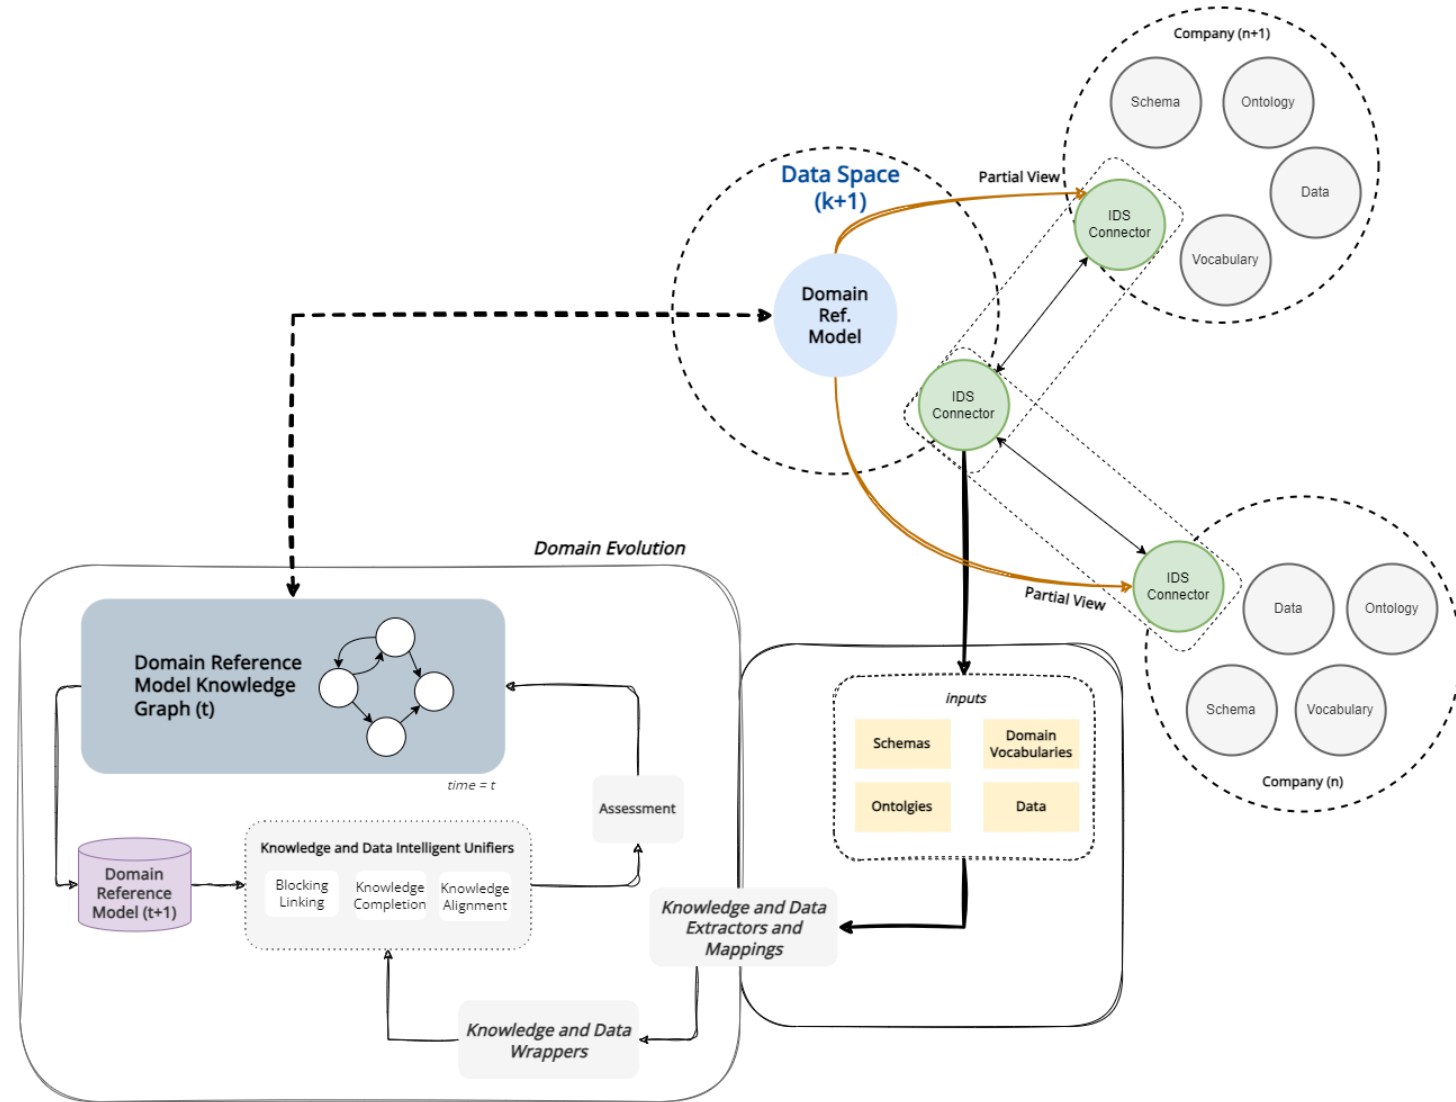 Company (n+1)
Schema
Ontology
Data
Vocabulary
IDS
Connector
Partial View
Data Space
(k+1)
Domain
Ref.
Model
IDS
Connector
Partial View
IDS
Connector
Data
Ontology
Schema
Vocabulary
Company (n)
Domain Evolution
Domain Reference
Model Knowledge
Graph (t)
time = t
Assessment
Domain
Reference
Model (t+1)
Knowledge and Data Intelligent Unifiers
Blocking
Linking
Knowledge
Completion
Knowledge
Alignment
inputs
Schemas
Domain
Vocabularies
Ontolgies
Data
Knowledge and Data
Extractors and
Mappings
Knowledge and Data
Wrappers